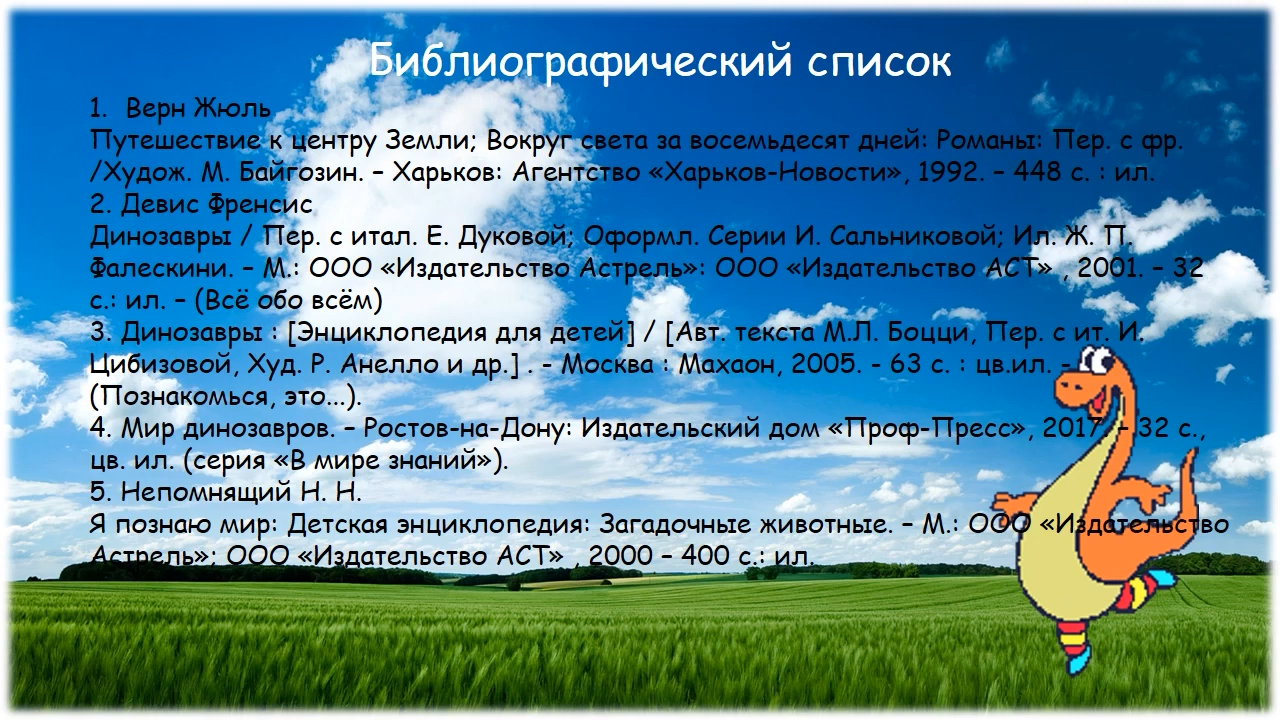 Библиографический список
1. Верн Жюль
Путешествие к центру Земли; Вокруг света за восемьдесят дней: Романы: Пер. с фр.
/Худож. М. Байгозин. – Харьков: Агентство «Харьков-Новости», 1992. – 448 с. : ил.
2. Девис Френсис
Динозавры / Пер. с итал. Е. Дуковой; Оформл. Серии И. Сальниковой; Ил. Ж. П.
Фалескини. – М.: ООО «Издательство Астрель»: ООО «Издательство АСТ» , 2001. – 32
с.: ил. – (Всё обо всём)
3. Динозавры : [Энциклопедия для детей] / [Авт. текста М.Л. Боцци, Пер. с ит. И.
Цибизовой, Худ. Р. Анелло и др.] . - Москва : Махаон, 2005. - 63 с. : цв.ил. -
(Познакомься, это...).
4. Мир динозавров. – Ростов-на-Дону: Издательский дом «Проф-Пресс», 2017. – 32 с.,
цв. ил. (серия «В мире знаний»).
5. Непомнящий Н. Н.
Я познаю мир: Детская энциклопедия: Загадочные животные. – М.: ООО «Издательство
Астрель»; ООО «Издательство АСТ» , 2000 – 400 с.: ил.